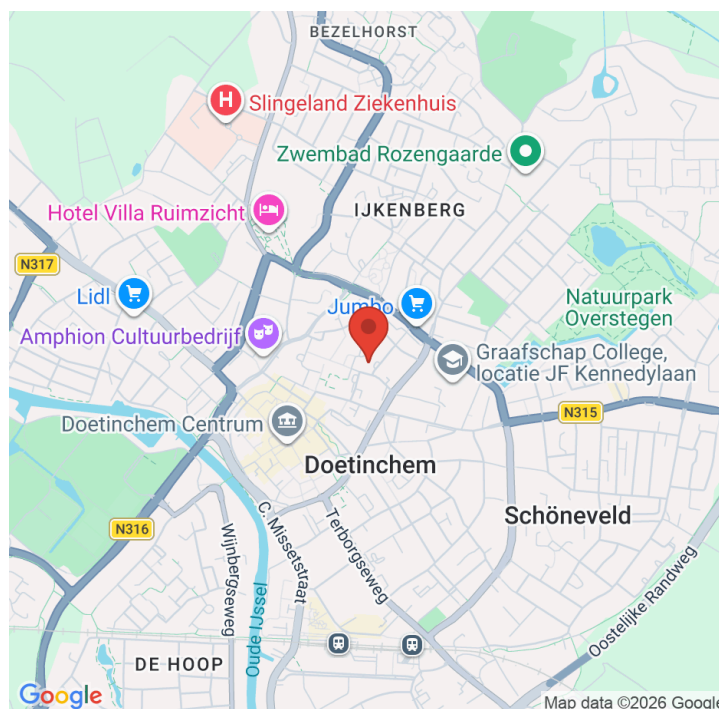 BEZELHORST
H
Slingeland Ziekenhuis
Zwembad Rozengaarde
Hotel Villa Ruimzicht
IJKENBERG
N317
Lidl
Jumbo
Natuurpark
Overstegen
Amphion Cultuurbedrijf
Graafschap College,
locatie JF Kennedylaan
N315
Doetinchem Centrum
Doetinchem
Schöneveld
N316
C. Missetstraat
Terborgseweg
Wijnbergseweg
Oude IJssel
Oostelijke Randweg
DE HOOP
Google
Map data ©2026 Google